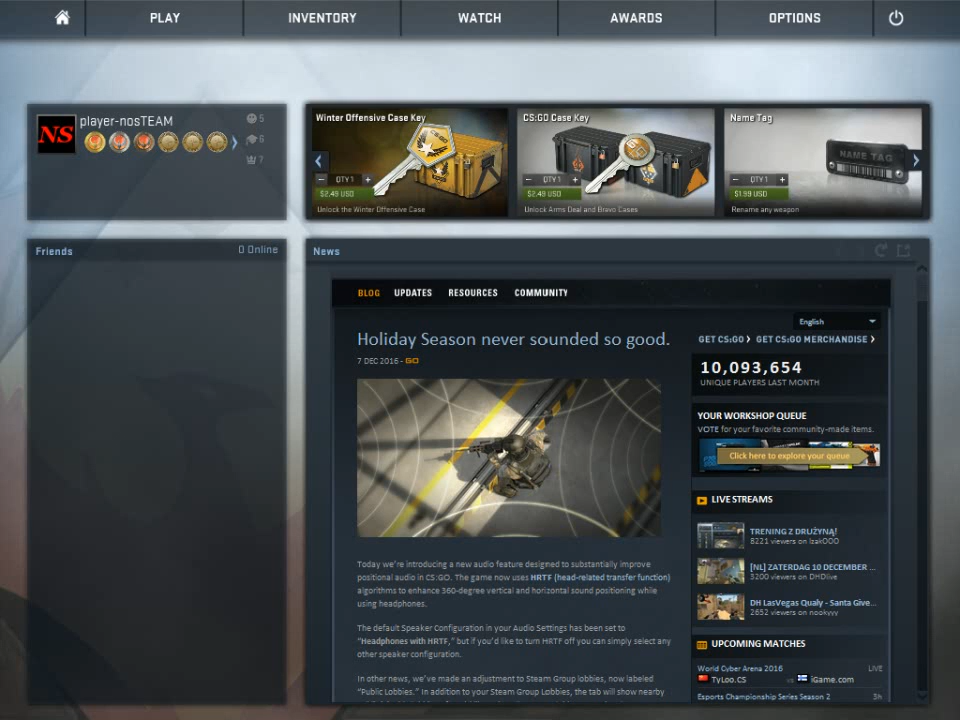 PLAY
INVENTORY
WATCH
AWARDS
OPTIONS
NS
player-nosTEAM
5
6
7
Winter Offensive Case Key
QTY 1
$2.49 USD
Unlock the Winter Offensive Case
CS:GO Case Key
QTY 1
$2.49 USD
Unlock Arms Deal and Bravo Cases
Name Tag
NAME TAG
QTY 1
$1.99 USD
Rename any weapon
Friends
0 Online
News
BLOG UPDATES RESOURCES COMMUNITY
English
GET CS:GO GET CS:GO MERCHANDISE
Holiday Season never sounded so good.
7 DEC 2016 - GO
Today we're introducing a new audio feature designed to substantially improve
positional audio in CS:GO. The game now uses HRTF (head-related transfer function)
algorithms to enhance 360-degree vertical and horizontal sound positioning while
using headphones.
The default Speaker Configuration in your Audio Settings has been set to
"Headphones with HRTF," but if you'd like to turn HRTF off you can simply select any
other speaker configuration.
In other news, we've made an adjustment to Steam Group lobbies, now labeled
"Public Lobbies." In addition to your Steam Group Lobbies, the tab will show nearby
10,093,654
UNIQUE PLAYERS LAST MONTH
YOUR WORKSHOP QUEUE
VOTE for your favorite community-made items.
Click here to explore your queue
LIVE STREAMS
TRENING Z DRUŻYNĄ!
8221 viewers on IzakOOO
[NL] ZATERDAG 10 DECEMBER ...
3200 viewers on DHDlive
DH LasVegas Qualy - Santa Give...
2652 viewers on nookyyy
UPCOMING MATCHES
World Cyber Arena 2016 LIVE
TyLoo.CS vs iGame.com
Esports Championship Series Season 2 3h